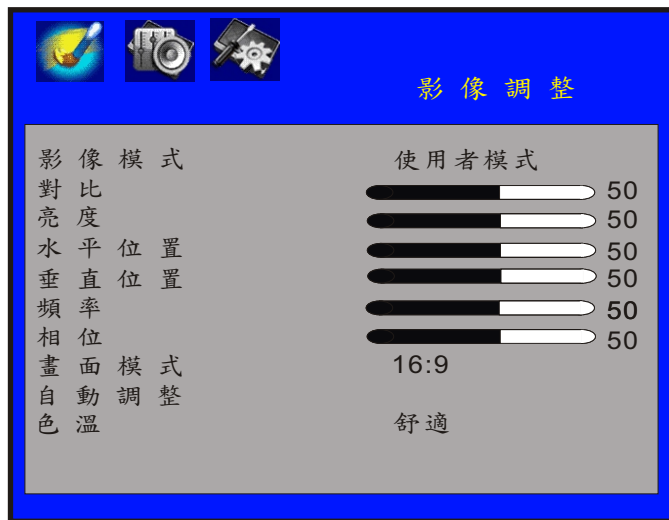 影像調整
影像模式 使用者模式
對比 50
亮度 50
水平位置 50
垂直位置 50
頻率 50
相位 50
畫面模式 16:9
自動調整
色溫 舒適